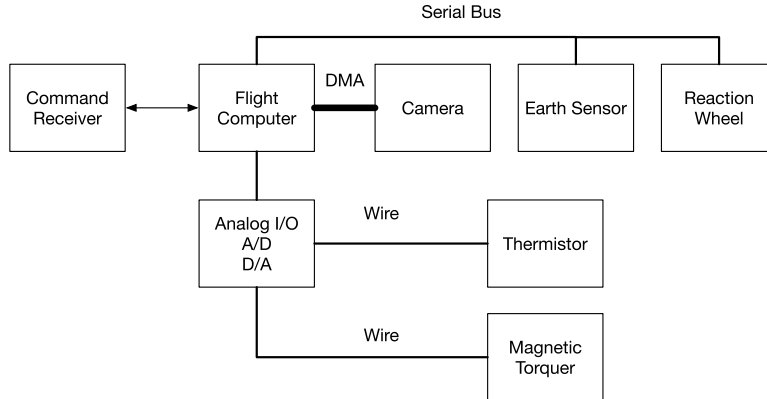 Serial Bus
Command
Receiver
Flight
Computer
DMA
Camera
Earth Sensor
Reaction
Wheel
Analog I/O
A/D
D/A
Wire
Thermistor
Wire
Magnetic
Torquer